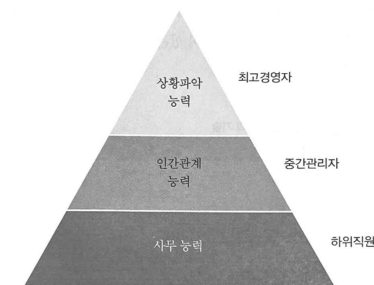 상황파악
능력
최고경영자
인간관계
능력
중간관리자
사무 능력
하위직원